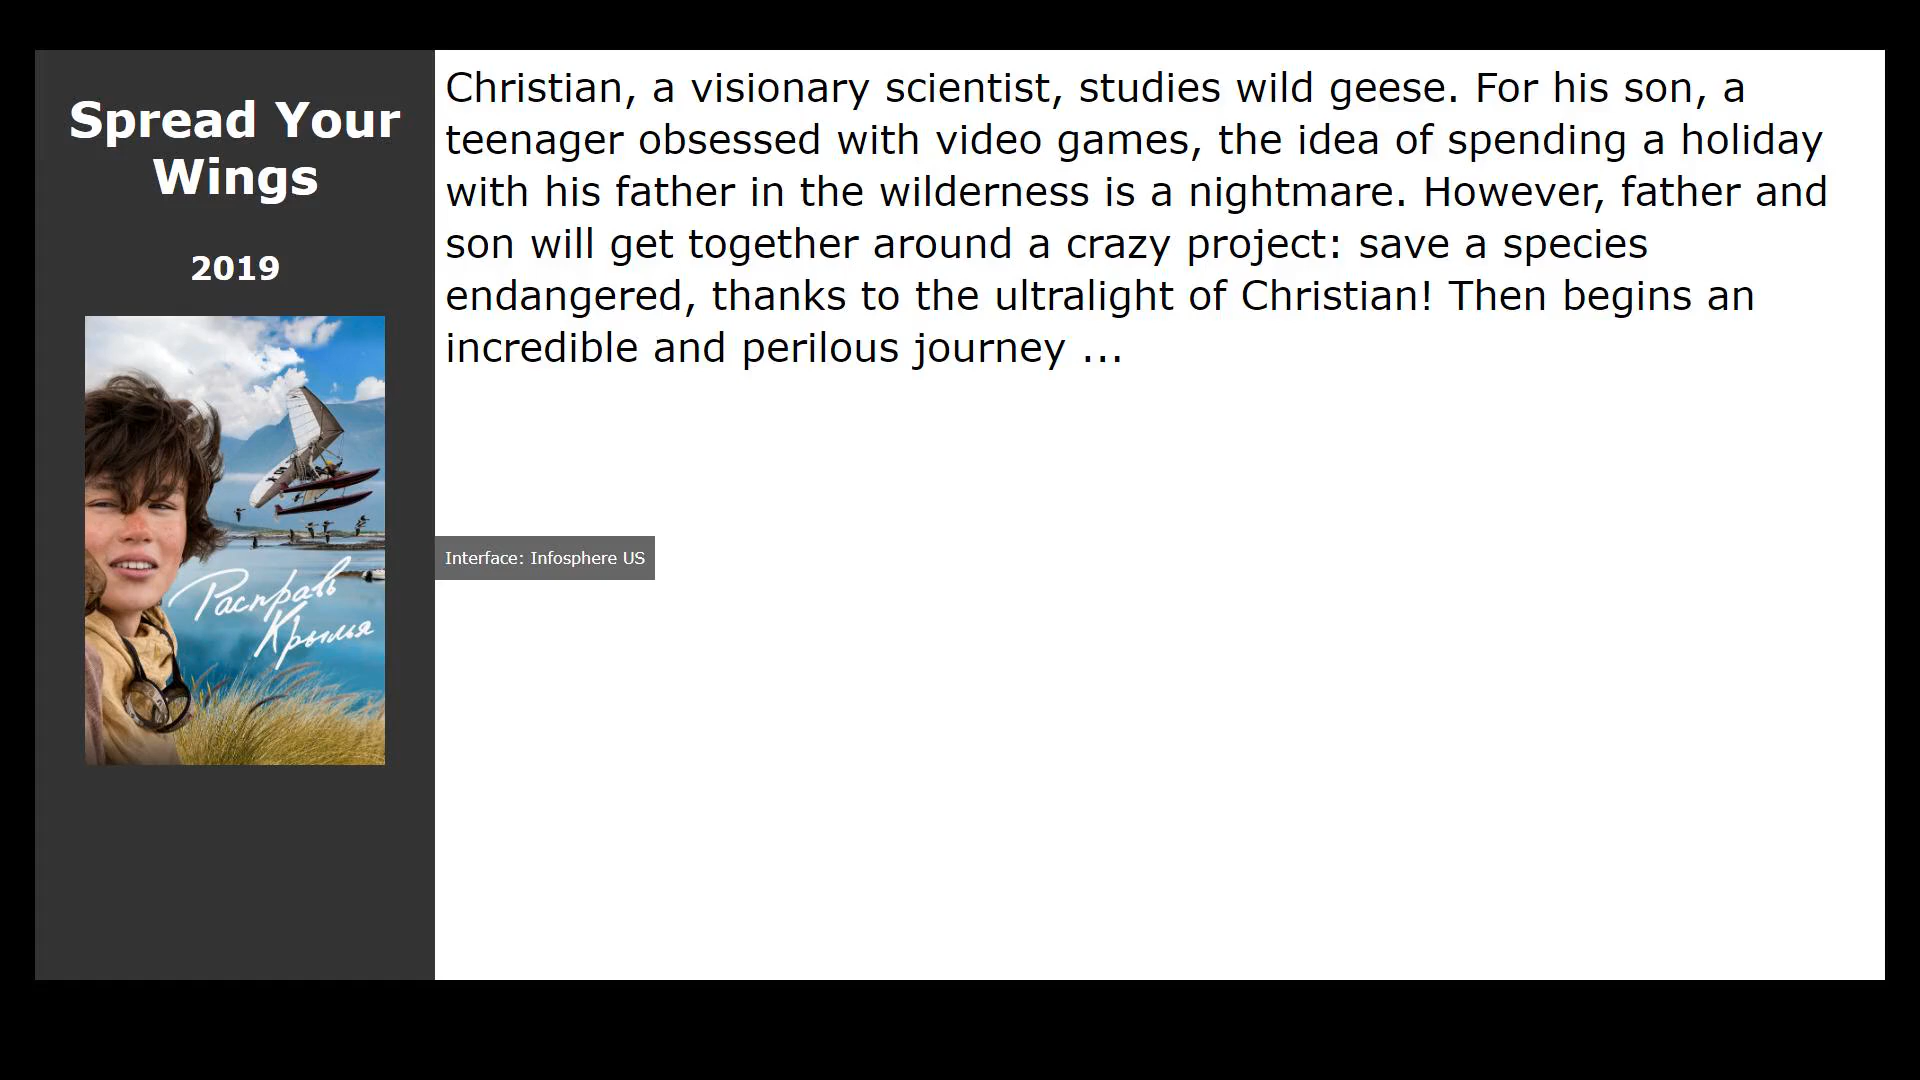 Spread Your
Wings
2019
Расправь
Крылья
Christian, a visionary scientist, studies wild geese. For his son, a
teenager obsessed with video games, the idea of spending a holiday
with his father in the wilderness is a nightmare. However, father and
son will get together around a crazy project: save a species
endangered, thanks to the ultralight of Christian! Then begins an
incredible and perilous journey ...
Interface: Infosphere US